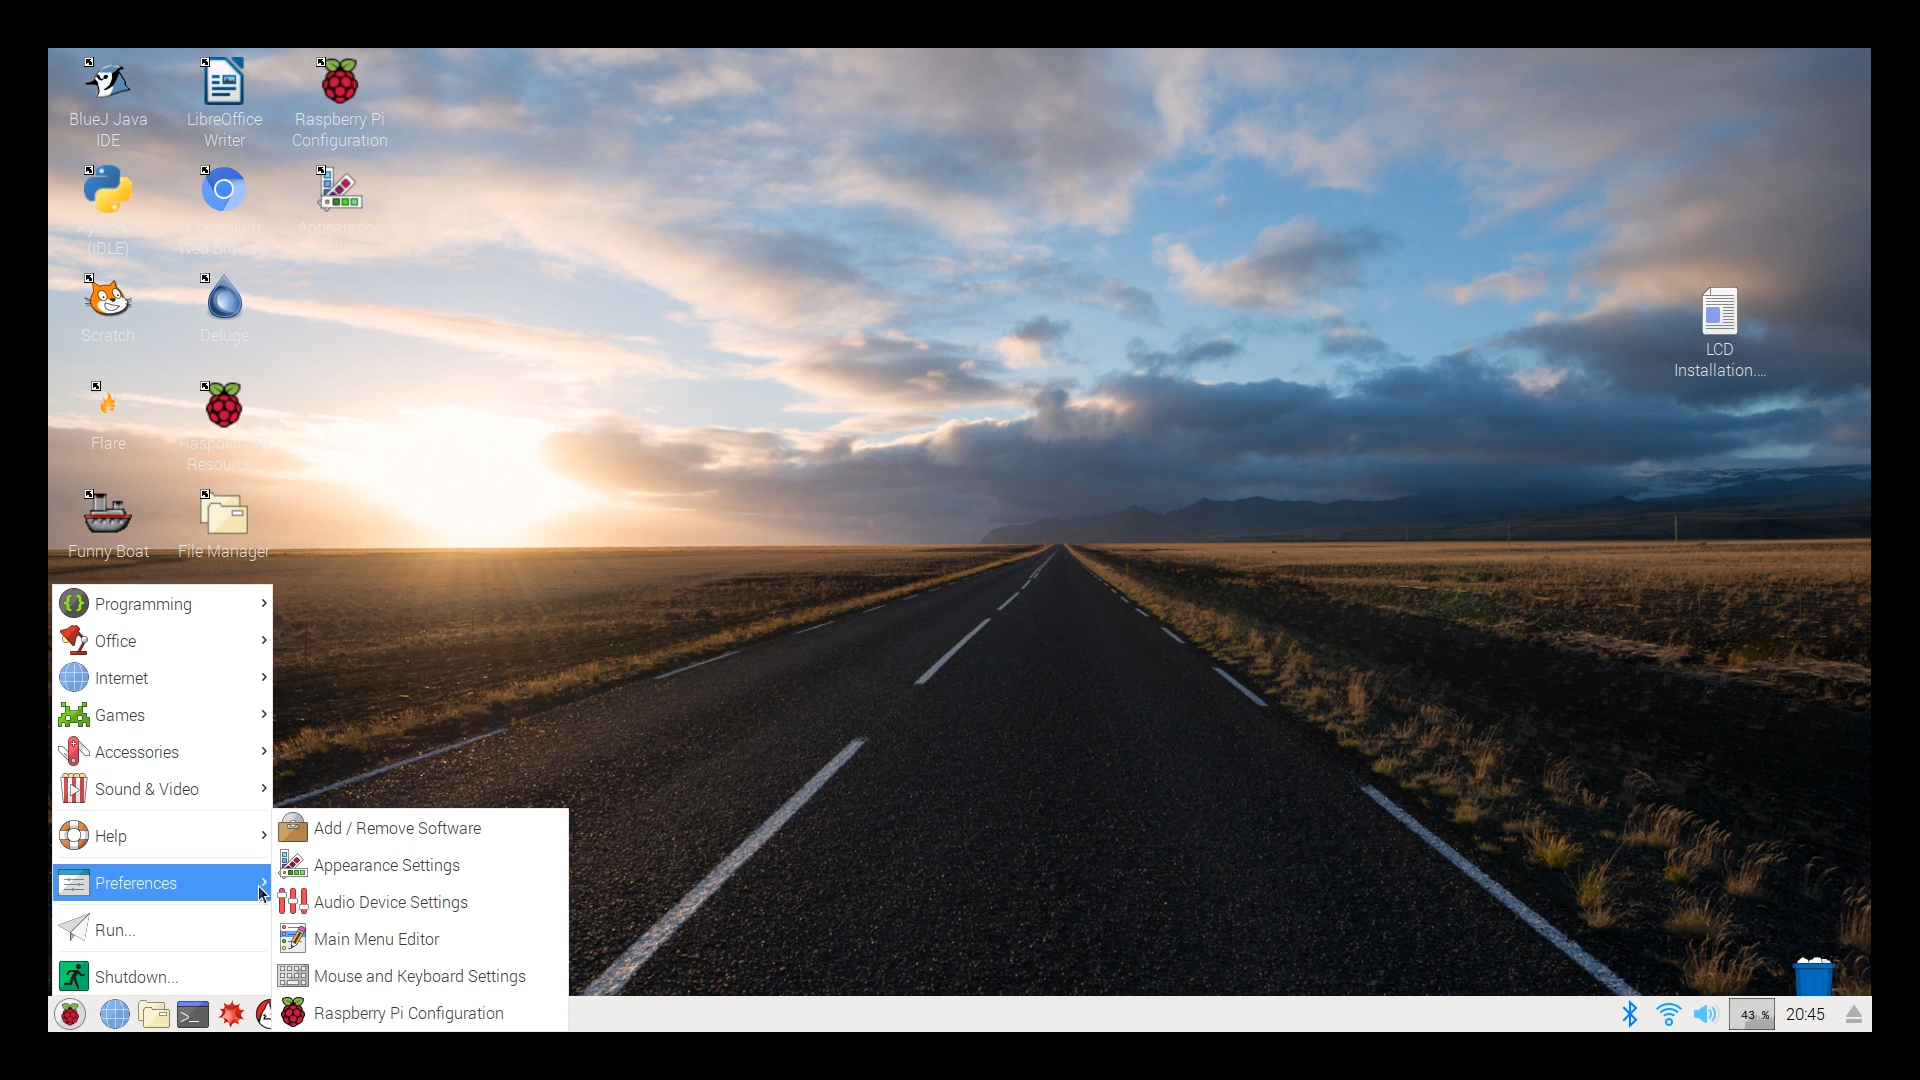 BlueJ Java
IDE
LibreOffice
Writer
Raspberry Pi
Configuration
Python
(IDLE)
Web
Appearance
Scratch
Deluge
Flare
Raspberry Pi
Resources
Funny Boat
File Manager
LCD
Installation....
Programming
Office
Internet
Games
Accessories
Sound & Video
Help
Preferences
Run...
Shutdown...
Add / Remove Software
Appearance Settings
Audio Device Settings
Main Menu Editor
Mouse and Keyboard Settings
Raspberry Pi Configuration
43 %
20:45